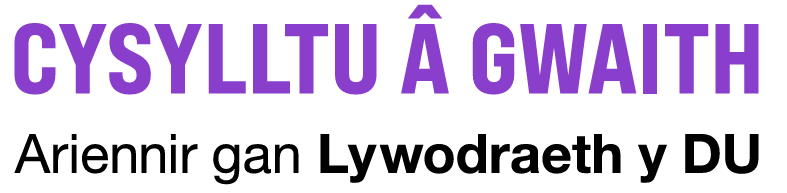 CYSYLLTU Â GWAITH
Ariennir gan Lywodraeth y DU